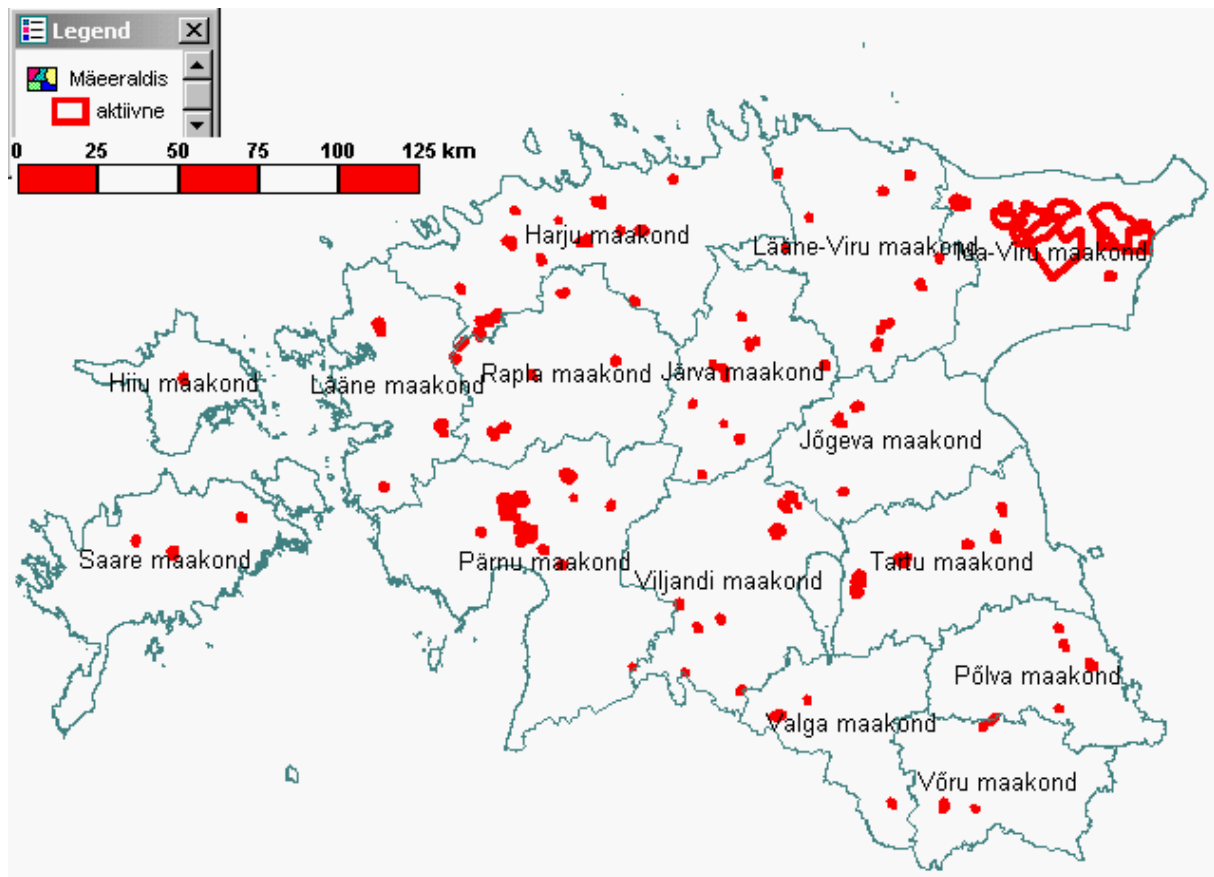 Legend
Mäeeraldis
aktiivne
0 25 50 75 100 125 km
Harju maakond
Lääne-Viru maakond
Ida-Viru maakond
Hiiu maakond
Lääne maakond
Rapla maakond
Järva maakond
Jõgeva maakond
Saare maakond
Pärnu maakond
Viljandi maakond
Tartu maakond
Põlva maakond
Valga maakond
Võru maakond